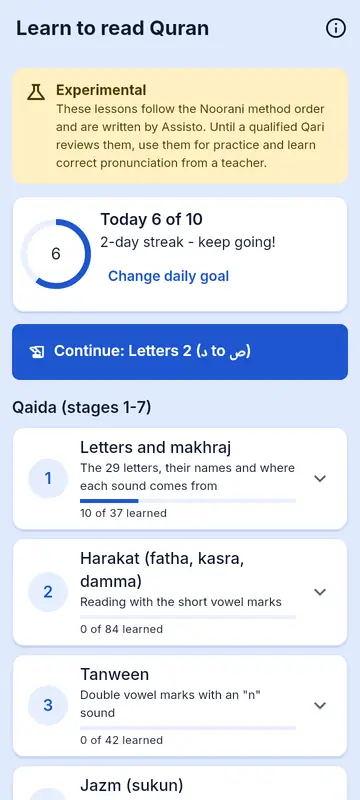 Learn to read Quran
Experimental
These lessons follow the Noorani method order
and are written by Assisto. Until a qualified Qari
reviews them, use them for practice and learn
correct pronunciation from a teacher.
Today 6 of 10
6
2-day streak - keep going!
Change daily goal
Continue: Letters 2 (د to ص)
Qaida (stages 1-7)
1
Letters and makhraj
The 29 letters, their names and where
each sound comes from
10 of 37 learned
2
Harakat (fatha, kasra,
damma)
Reading with the short vowel marks
0 of 84 learned
3
Tanween
Double vowel marks with an "n"
sound
0 of 42 learned
Jazm (sukun)